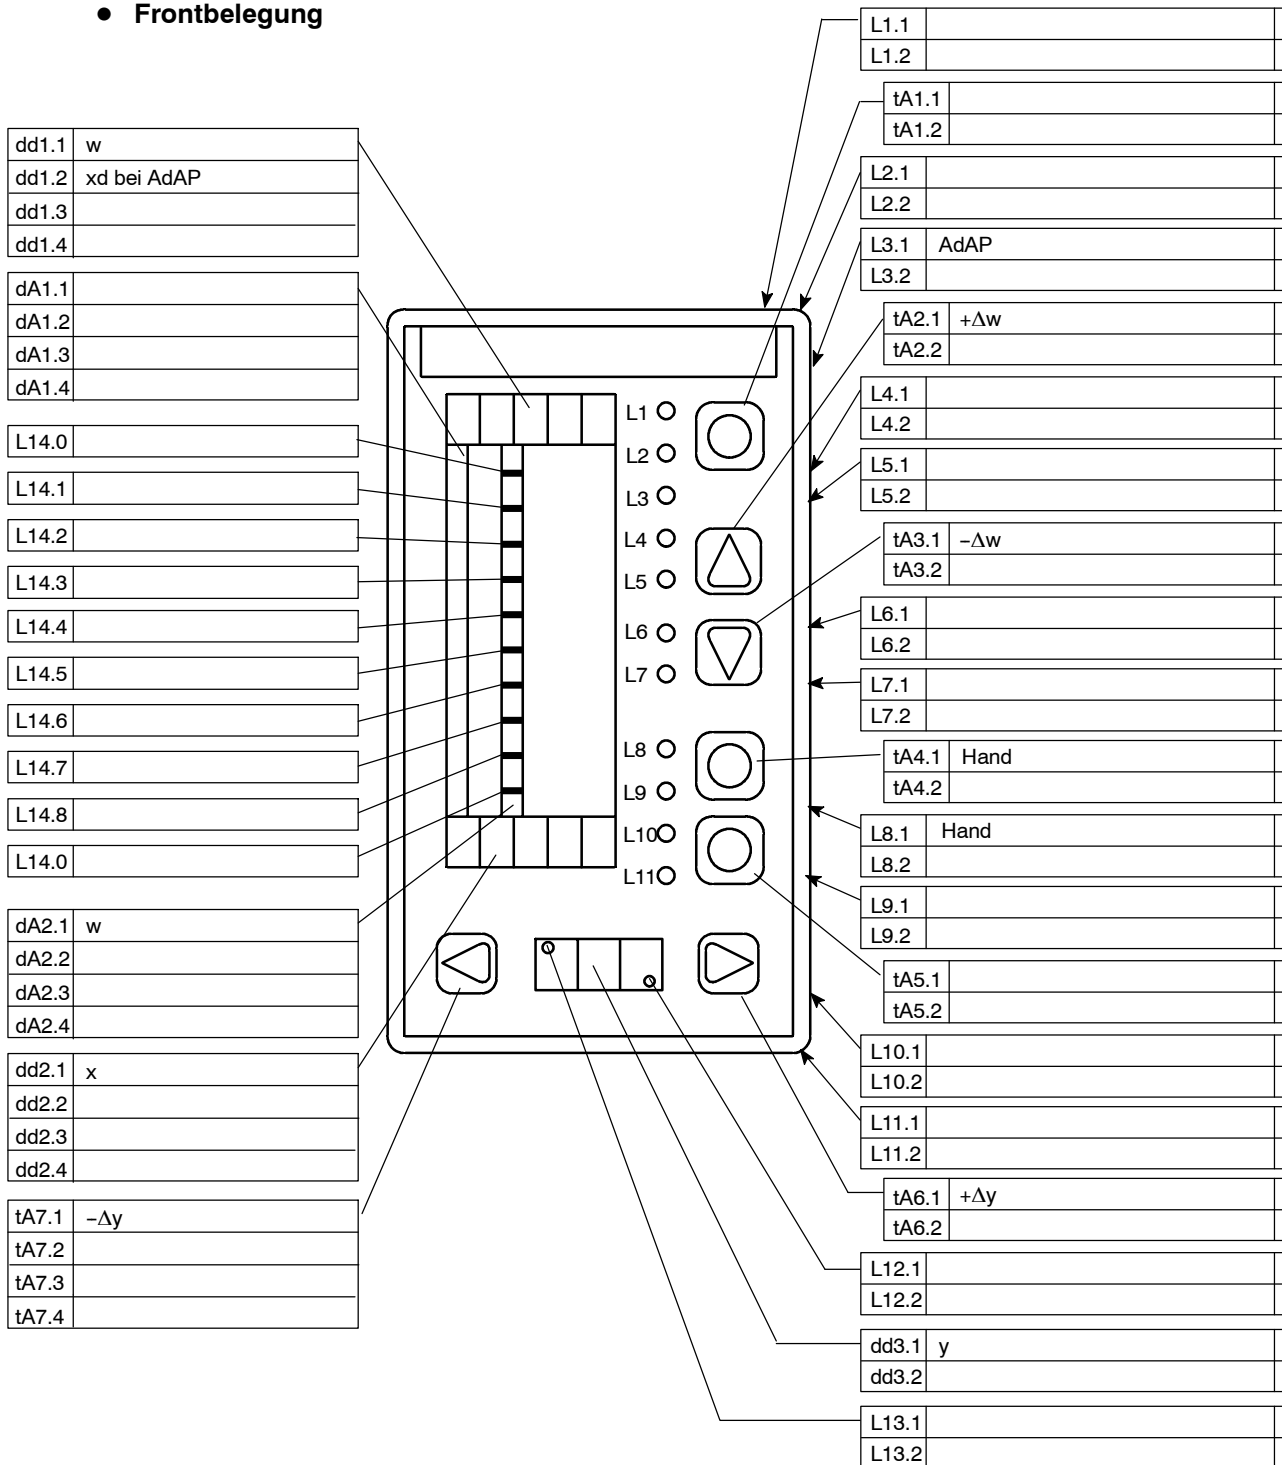 ● Frontbelegung
dd1.1 w
dd1.2 xd bei AdAP
dd1.3
dd1.4
dA1.1
dA1.2
dA1.3
dA1.4
L14.0
L14.1
L14.2
L14.3
L14.4
L14.5
L14.6
L14.7
L14.8
L14.0
dA2.1 w
dA2.2
dA2.3
dA2.4
dd2.1 x
dd2.2
dd2.3
dd2.4
tA7.1 −Δy
tA7.2
tA7.3
tA7.4
L1
L2
L3
L4
L5
L6
L7
L8
L9
L10
L11
L1.1
L1.2
tA1.1
tA1.2
L2.1
L2.2
L3.1 AdAP
L3.2
tA2.1 +Δw
tA2.2
L4.1
L4.2
L5.1
L5.2
tA3.1 −Δw
tA3.2
L6.1
L6.2
L7.1
L7.2
tA4.1 Hand
tA4.2
L8.1 Hand
L8.2
L9.1
L9.2
tA5.1
tA5.2
L10.1
L10.2
L11.1
L11.2
tA6.1 +Δy
tA6.2
L12.1
L12.2
dd3.1 y
dd3.2
L13.1
L13.2